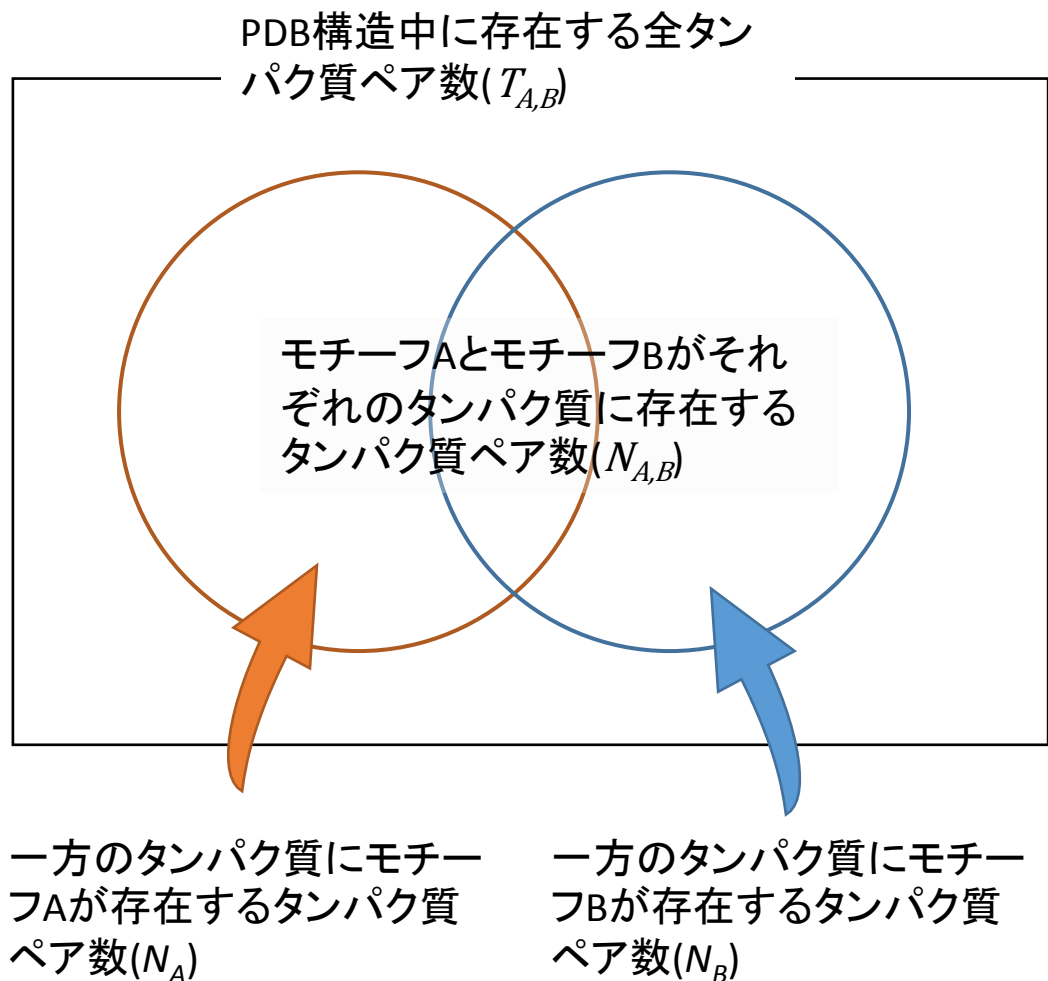 PDB構造中に存在する全タン
パク質ペア数(T_{A,B})
モチーフAとモチーフBがそれ
ぞれのタンパク質に存在する
タンパク質ペア数(N_{A,B})
一方のタンパク質にモチー
フAが存在するタンパク質
ペア数(N_A)
一方のタンパク質にモチー
フBが存在するタンパク質
ペア数(N_B)